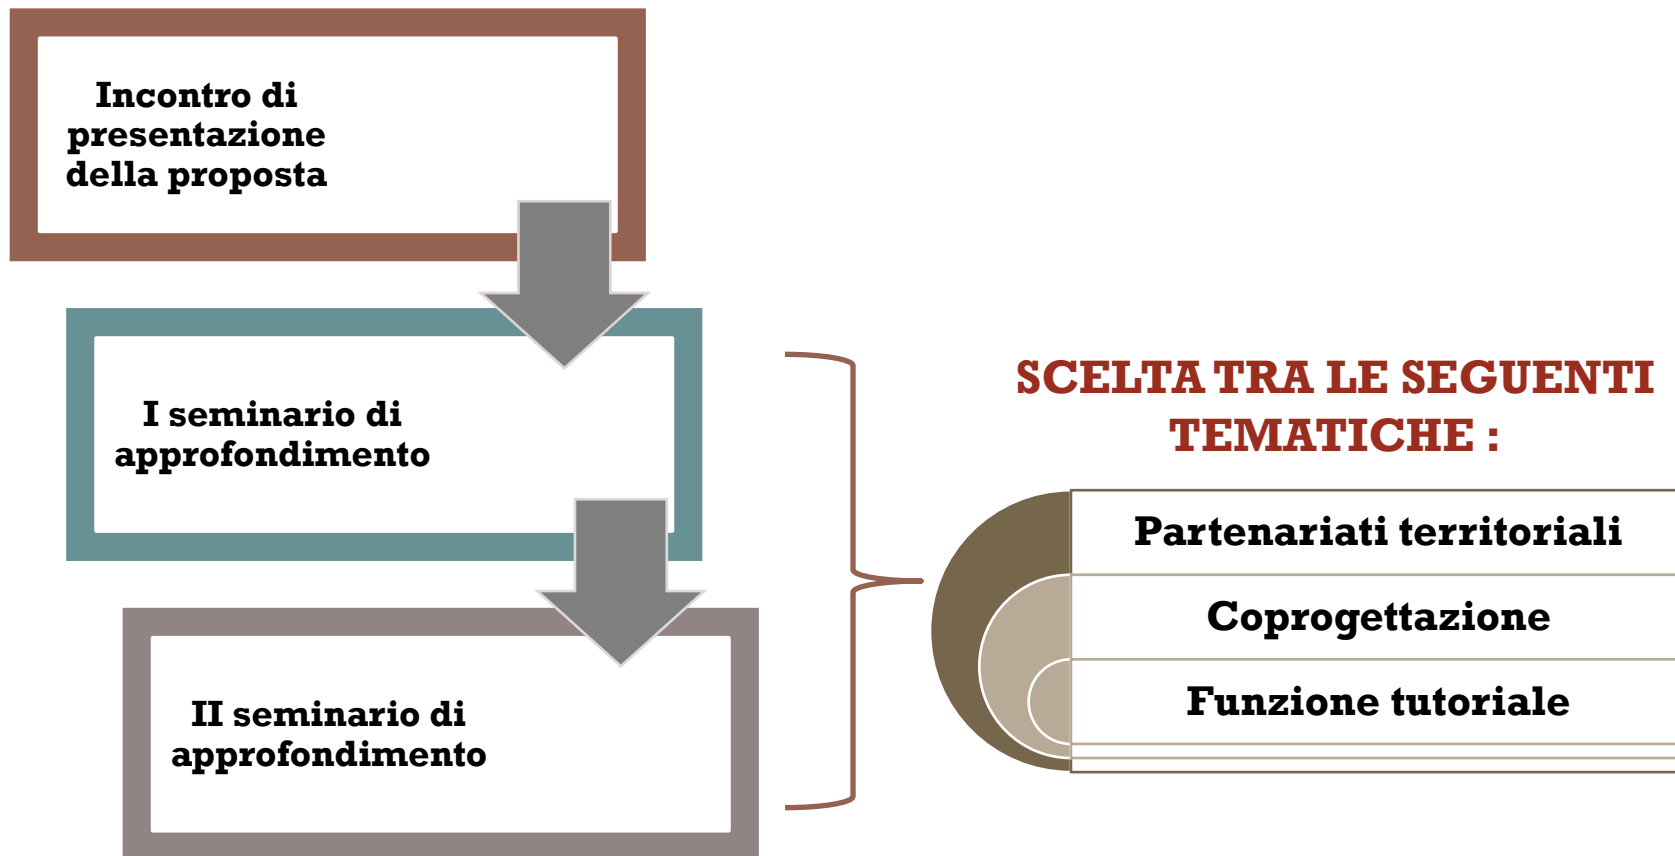 Incontro di
presentazione
della proposta
I seminario di
approfondimento
II seminario di
approfondimento
SCELTA TRA LE SEGUENTI
TEMATICHE :
Partenariati territoriali
Coprogettazione
Funzione tutoriale